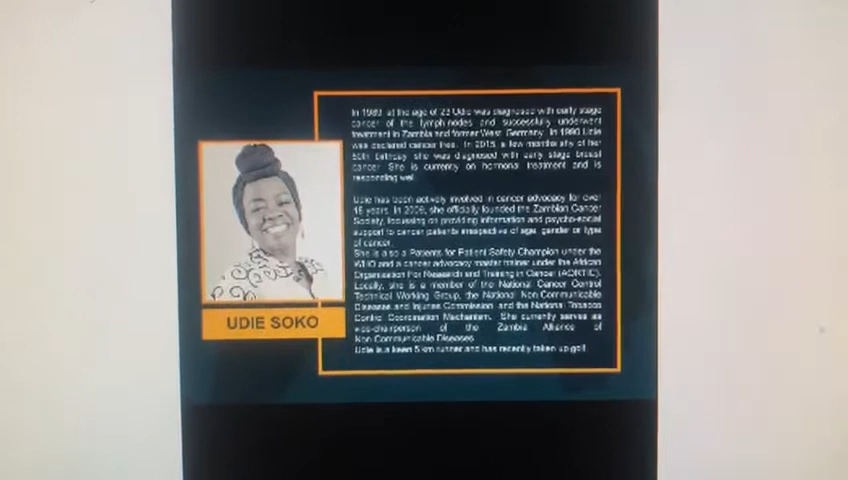 In 1989 at the age of 23 Udie was diagnosed with early stage
cancer of the lymph nodes and successfully underwent
treatment in Zambia and former West Germany. In 1990 Udie
was declared cancer free. In 2015, a few months shy of her
50th birthday she was diagnosed with early stage breast
cancer. She is currently on hormonal treatment and is
responding well.
Udie has been actively involved in cancer advocacy for over
18 years. In 2009, she officially founded the Zambian Cancer
Society, focussing on providing information and psycho-social
support to cancer patients irrespective of age, gender or type
of cancer.
She is also a Patients for Patient Safety Champion under the
WHO and a cancer advocacy master trainer under the African
Organisation For Research and Training in Cancer (AORTIC).
Locally, she is a member of the National Cancer Control
Technical Working Group, the National Non Communicable
Diseases and Injuries Commission and the National Tobacco
Control Coordination Mechanism. She currently serves as
vice-chairperson of the Zambia Alliance of
Non Communicable Diseases
Udie is a keen 5 km runner and has recently taken up golf
UDIE SOKO